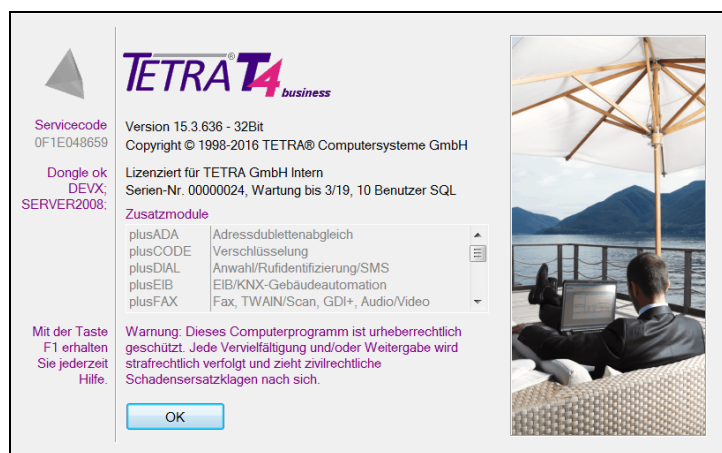 TETRA® T4
business
Servicecode
0F1E048659
Version 15.3.636 - 32Bit
Copyright © 1998-2016 TETRA® Computersysteme GmbH
Dongle ok
DEVX;
SERVER2008;
Lizenziert für TETRA GmbH Intern
Serien-Nr. 00000024, Wartung bis 3/19, 10 Benutzer SQL
Zusatzmodule
plusADA Adressdublettenabgleich
plusCODE Verschlüsselung
plusDIAL Anwahl/Rufidentifizierung/SMS
plusEIB EIB/KNX-Gebäudeautomation
plusFAX Fax, TWAIN/Scan, GDI+, Audio/Video
Mit der Taste
F1 erhalten
Sie jederzeit
Hilfe.
Warnung: Dieses Computerprogramm ist urheberrechtlich
geschützt. Jede Vervielfältigung und/oder Weitergabe wird
strafrechtlich verfolgt und zieht zivilrechtliche
Schadensersatzklagen nach sich.
OK